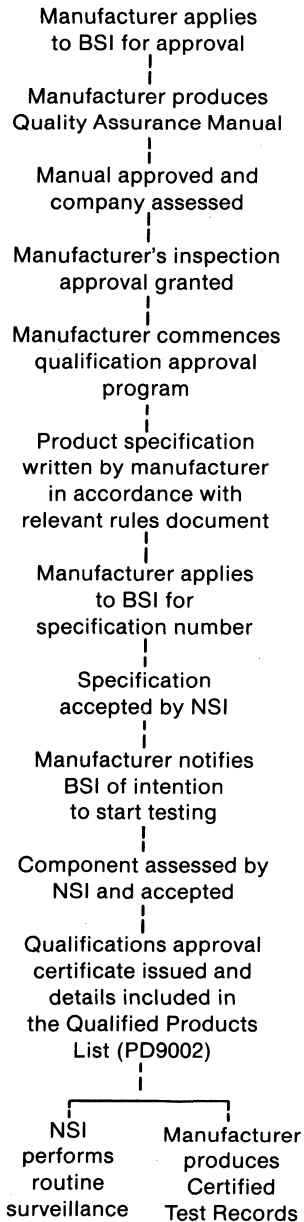 Manufacturer applies
to BSI for approval
Manufacturer produces
Quality Assurance Manual
Manual approved and
company assessed
Manufacturer's inspection
approval granted
Manufacturer commences
qualification approval
program
Product specification
written by manufacturer
in accordance with
relevant rules document
Manufacturer applies
to BSI for
specification number
Specification
accepted by NSI
Manufacturer notifies
BSI of intention
to start testing
Component assessed by
NSI and accepted
Qualifications approval
certificate issued and
details included in
the Qualified Products
List (PD9002)
NSI
performs
routine
surveillance
Manufacturer
produces
Certified
Test Records